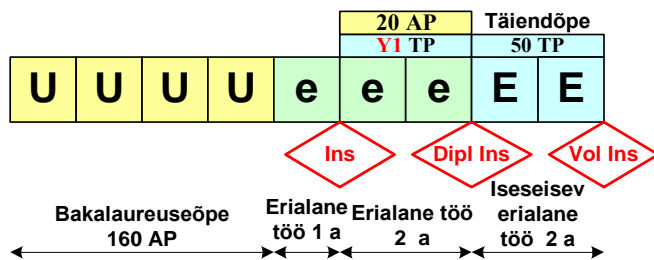 20 AP Täiendõpe
Y1 TP 50 TP
U U U U e e e E E
Ins Dipl Ins Vol Ins
Bakalaureuseõpe
160 AP
Erialane
töö 1 a
Erialane töö
2 a
Iseseisev
erialane
töö 2 a